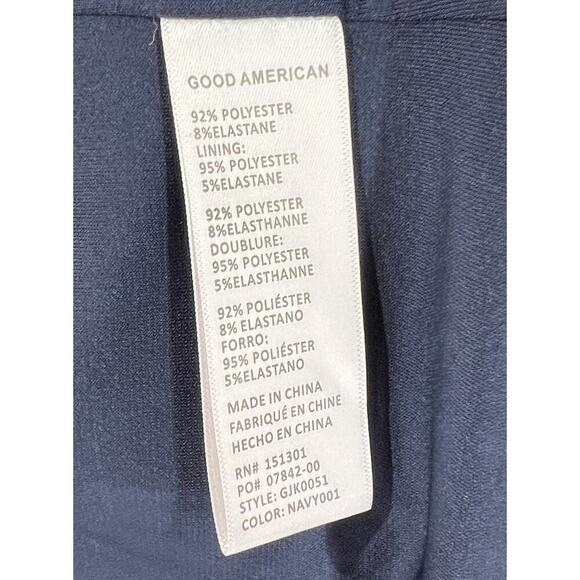 GOOD AMERICAN
92% POLYESTER
8%ELASTANE
LINING:
95% POLYESTER
5%ELASTANE
92% POLYESTER
8%ELASTHANNE
DOUBLURE:
95% POLYESTER
5%ELASTHANNE
92% POLIÉSTER
8% ELASTANO
FORRO:
95% POLIÉSTER
5%ELASTANO
MADE IN CHINA
FABRIQUÉ EN CHINE
HECHO EN CHINA
RN# 151301
PO# 07842-00
STYLE: GJK0051
COLOR: NAVY001